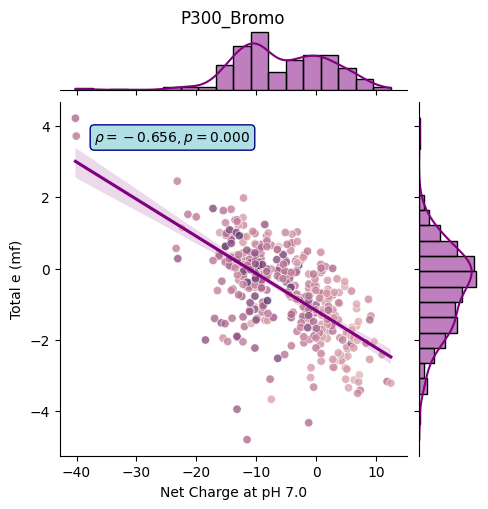 P300_Bromo
ρ = −0.656, p = 0.000
Total e (mf)
4
2
0
−2
−4
−40
−30
−20
−10
0
10
Net Charge at pH 7.0